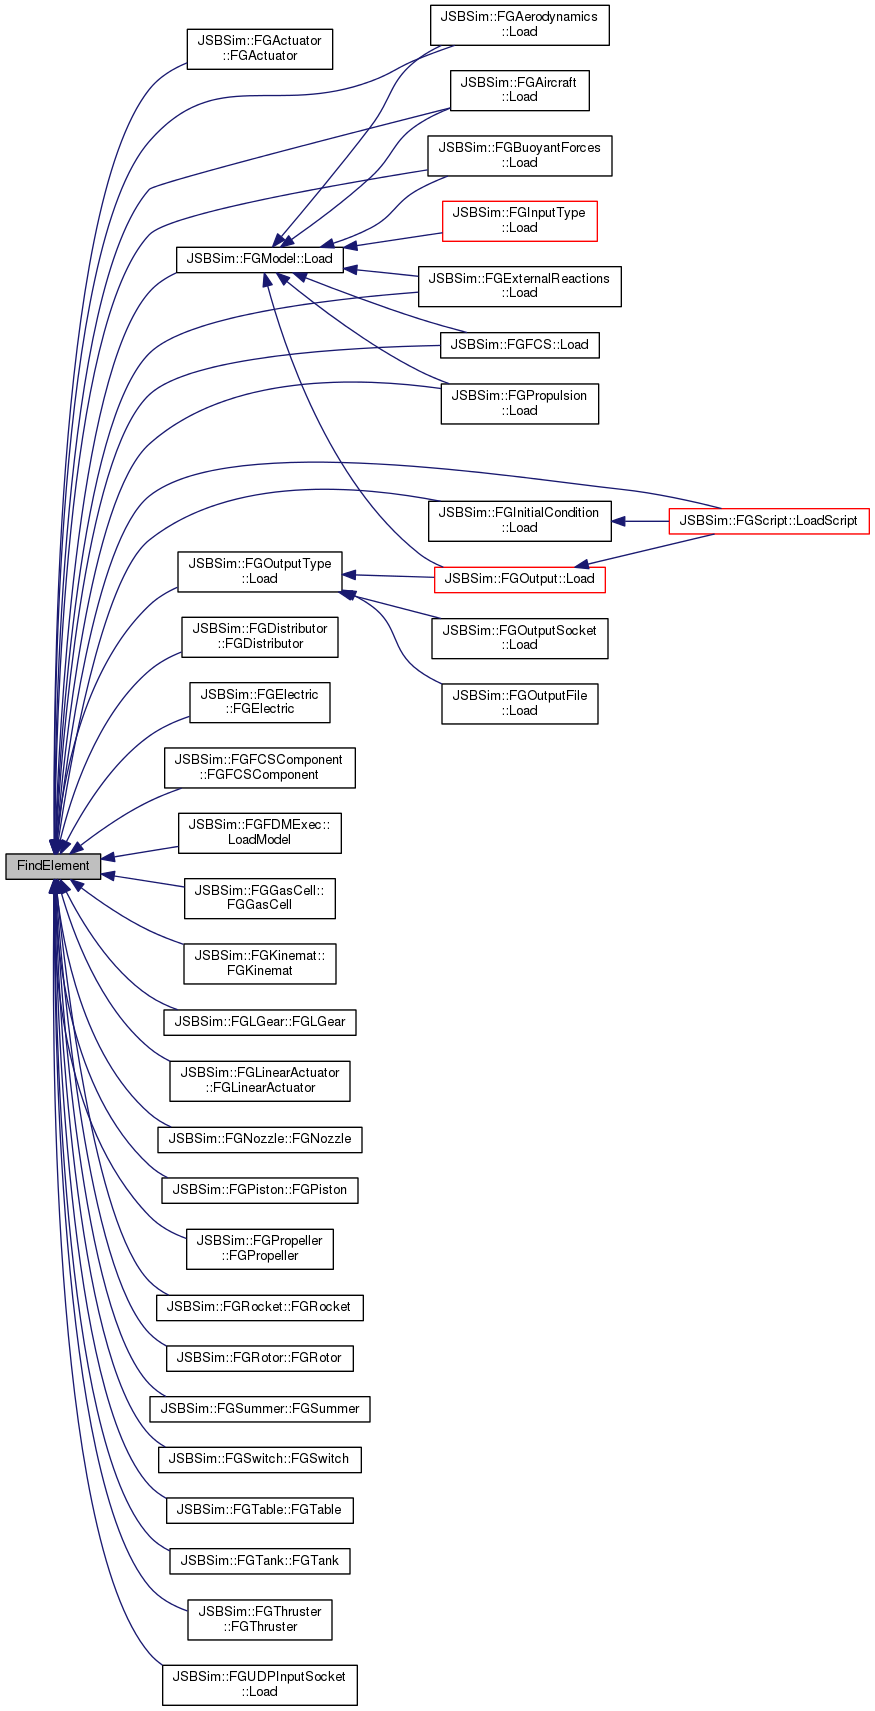 JSBSim::FGAerodynamics
::Load
JSBSim::FGActuator
::FGActuator
JSBSim::FGAircraft
::Load
JSBSim::FGBuoyantForces
::Load
JSBSim::FGInputType
::Load
JSBSim::FGModel::Load
JSBSim::FGExternalReactions
::Load
JSBSim::FGFCS::Load
JSBSim::FGPropulsion
::Load
JSBSim::FGInitialCondition
::Load
JSBSim::FGScript::LoadScript
JSBSim::FGOutputType
::Load
JSBSim::FGOutput::Load
JSBSim::FGDistributor
::FGDistributor
JSBSim::FGOutputSocket
::Load
JSBSim::FGElectric
::FGElectric
JSBSim::FGOutputFile
::Load
JSBSim::FGFCSComponent
::FGFCSComponent
JSBSim::FGFDMExec::
LoadModel
FindElement
JSBSim::FGGasCell::
FGGasCell
JSBSim::FGKinemat::
FGKinemat
JSBSim::FGLGear::FGLGear
JSBSim::FGLinearActuator
::FGLinearActuator
JSBSim::FGNozzle::FGNozzle
JSBSim::FGPiston::FGPiston
JSBSim::FGPropeller
::FGPropeller
JSBSim::FGRocket::FGRocket
JSBSim::FGRotor::FGRotor
JSBSim::FGSummer::FGSummer
JSBSim::FGSwitch::FGSwitch
JSBSim::FGTable::FGTable
JSBSim::FGTank::FGTank
JSBSim::FGThruster
::FGThruster
JSBSim::FGUDPInputSocket
::Load